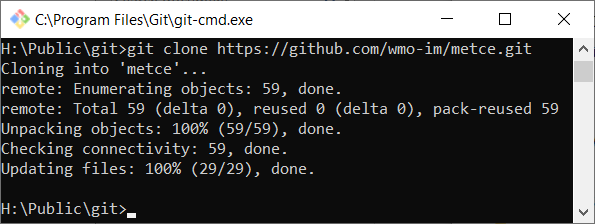 C:\Program Files\Git\git-cmd.exe
H:\Public\git>git clone https://github.com/wmo-im/metce.git
Cloning into 'metce'...
remote: Enumerating objects: 59, done.
remote: Total 59 (delta 0), reused 0 (delta 0), pack-reused 59
Unpacking objects: 100% (59/59), done.
Checking connectivity: 59, done.
Updating files: 100% (29/29), done.
H:\Public\git>